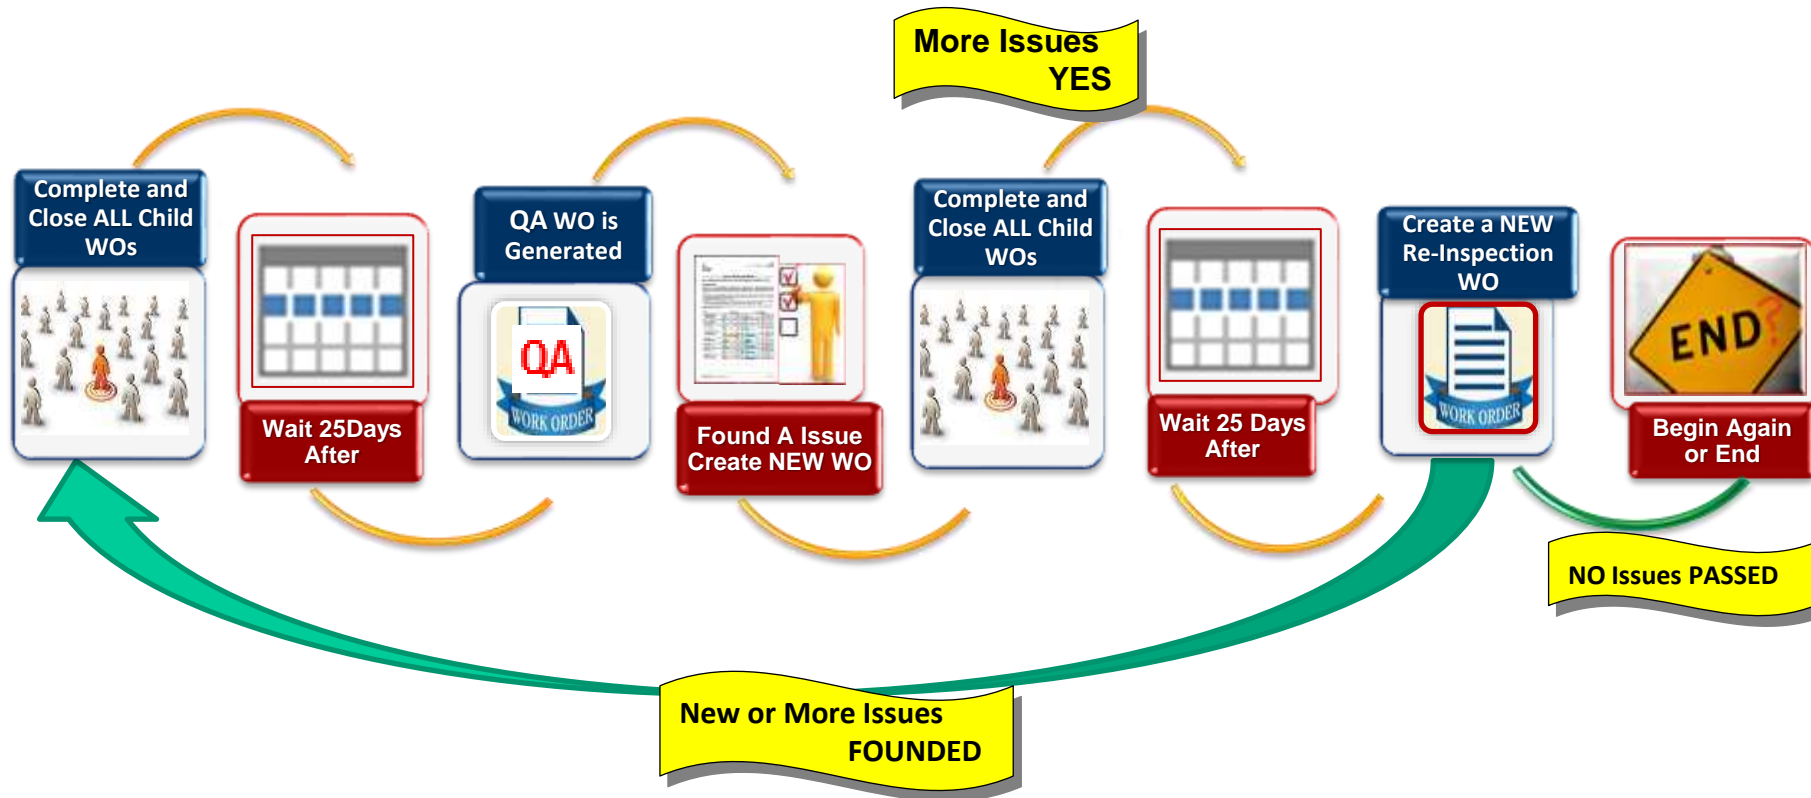 More Issues
YES
Complete and
Close ALL Child
WOs
Wait 25Days
After
QA WO is
Generated
QA
WORK ORDER
Found A Issue
Create NEW WO
Complete and
Close ALL Child
WOs
Wait 25 Days
After
Create a NEW
Re-Inspection
WO
WORK ORDER
END?
Begin Again
or End
NO Issues PASSED
New or More Issues
FOUNDED